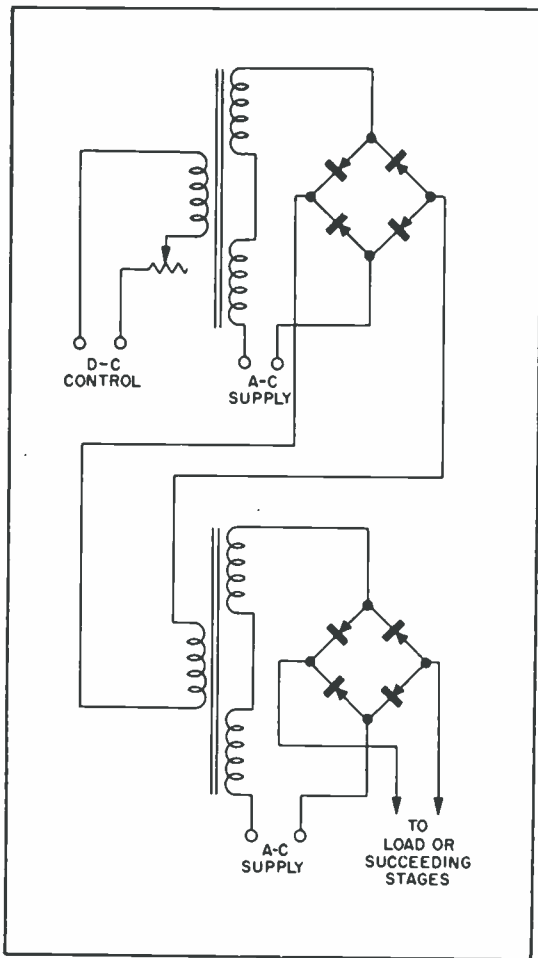 D-C
CONTROL
A-C
SUPPLY
A-C
SUPPLY
TO
LOAD OR
SUCCEEDING
STAGES